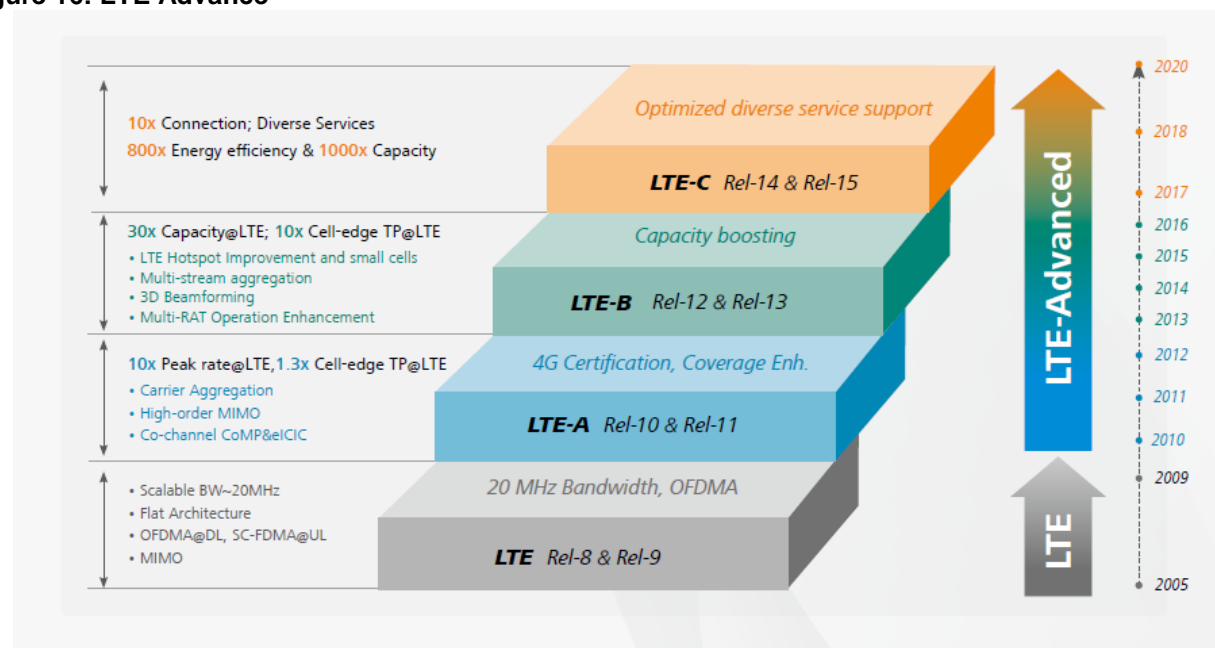 LTE Advance
10x Connection; Diverse Services
800x Energy efficiency & 1000x Capacity
Optimized diverse service support
LTE-C Rel-14 & Rel-15
30x Capacity@LTE; 10x Cell-edge TP@LTE
• LTE Hotspot Improvement and small cells
• Multi-stream aggregation
• 3D Beamforming
• Multi-RAT Operation Enhancement
Capacity boosting
LTE-B Rel-12 & Rel-13
10x Peak rate@LTE,1.3x Cell-edge TP@LTE
• Carrier Aggregation
• High-order MIMO
• Co-channel CoMP&eICIC
4G Certification, Coverage Enh.
LTE-A Rel-10 & Rel-11
• Scalable BW~20MHz
• Flat Architecture
• OFDMA@DL, SC-FDMA@UL
• MIMO
20 MHz Bandwidth, OFDMA
LTE Rel-8 & Rel-9
LTE-Advanced
LTE
2020
2018
2017
2016
2015
2014
2013
2012
2011
2010
2009
2005